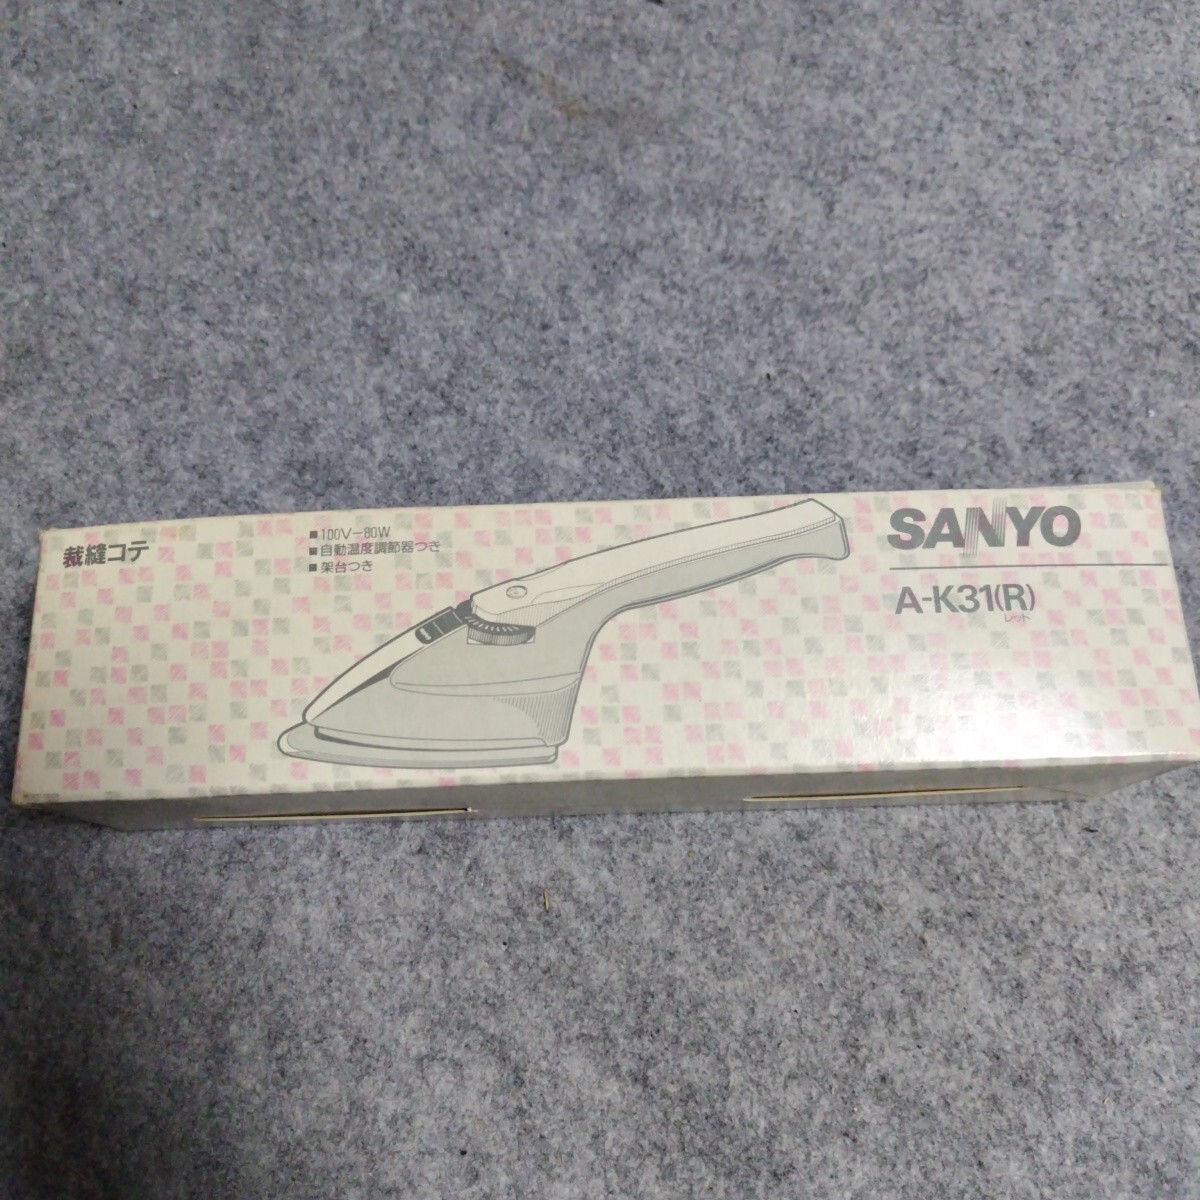 裁縫コテ
■100V-80W
■自動温度調節器つき
■架台つき
SANYO
A-K31(R)
レッド